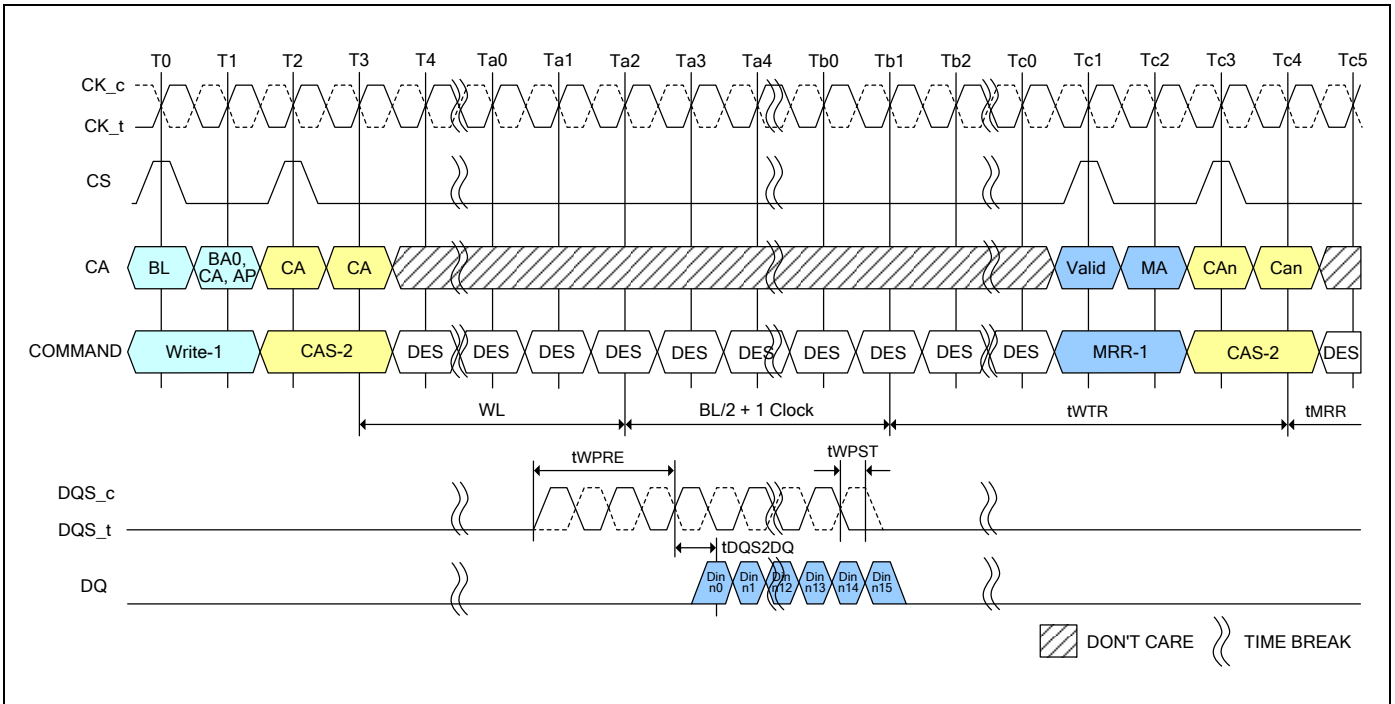 T0 T1 T2 T3 T4 Ta0 Ta1 Ta2 Ta3 Ta4 Tb0 Tb1 Tb2 Tc0 Tc1 Tc2 Tc3 Tc4 Tc5
CK_c
CK_t
CS
CA BL BA0, CA, AP CA CA Valid MA CAn Can
COMMAND Write-1 CAS-2 DES DES DES DES DES DES DES DES DES DES MRR-1 CAS-2 DES
WL BL/2 + 1 Clock tWTR tMRR
tWPRE tWPST
DQS_c
DQS_t
tDQS2DQ
DQ Din n0 Din n1 Din n12 Din n13 Din n14 Din n15
DON'T CARE TIME BREAK